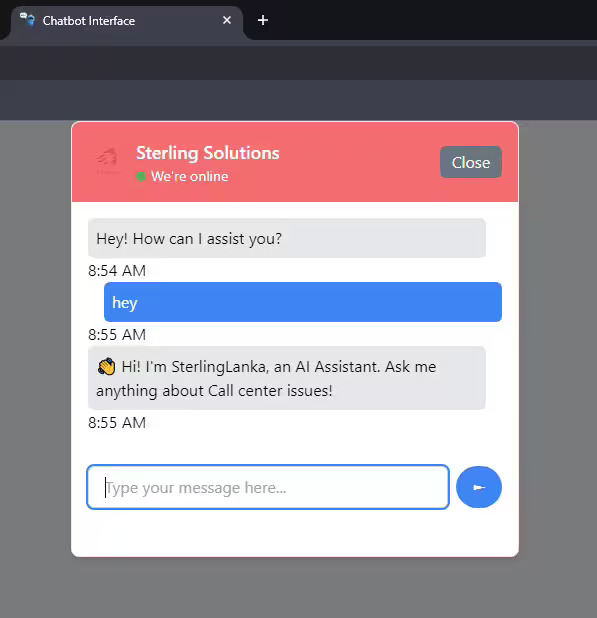 Chatbot Interface
Sterling Solutions
We're online
Close
Hey! How can I assist you?
8:54 AM
hey
8:55 AM
👋 Hi! I'm SterlingLanka, an AI Assistant. Ask me
anything about Call center issues!
8:55 AM
Type your message here...